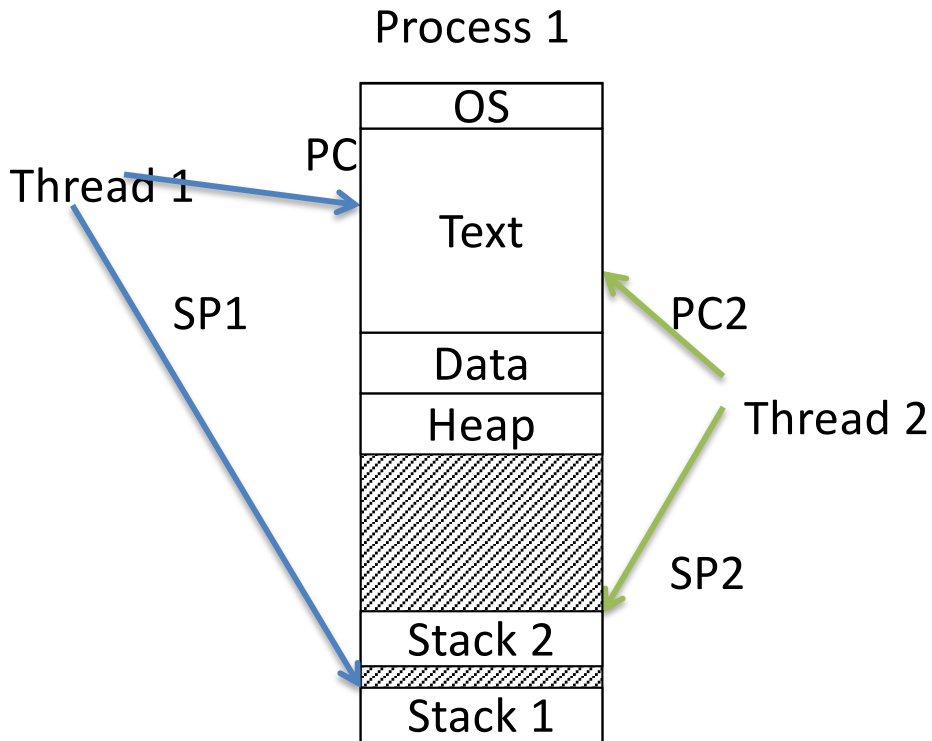 Process 1
OS
PC
Thread 1
Text
SP1
PC2
Data
Thread 2
Heap
SP2
Stack 2
Stack 1